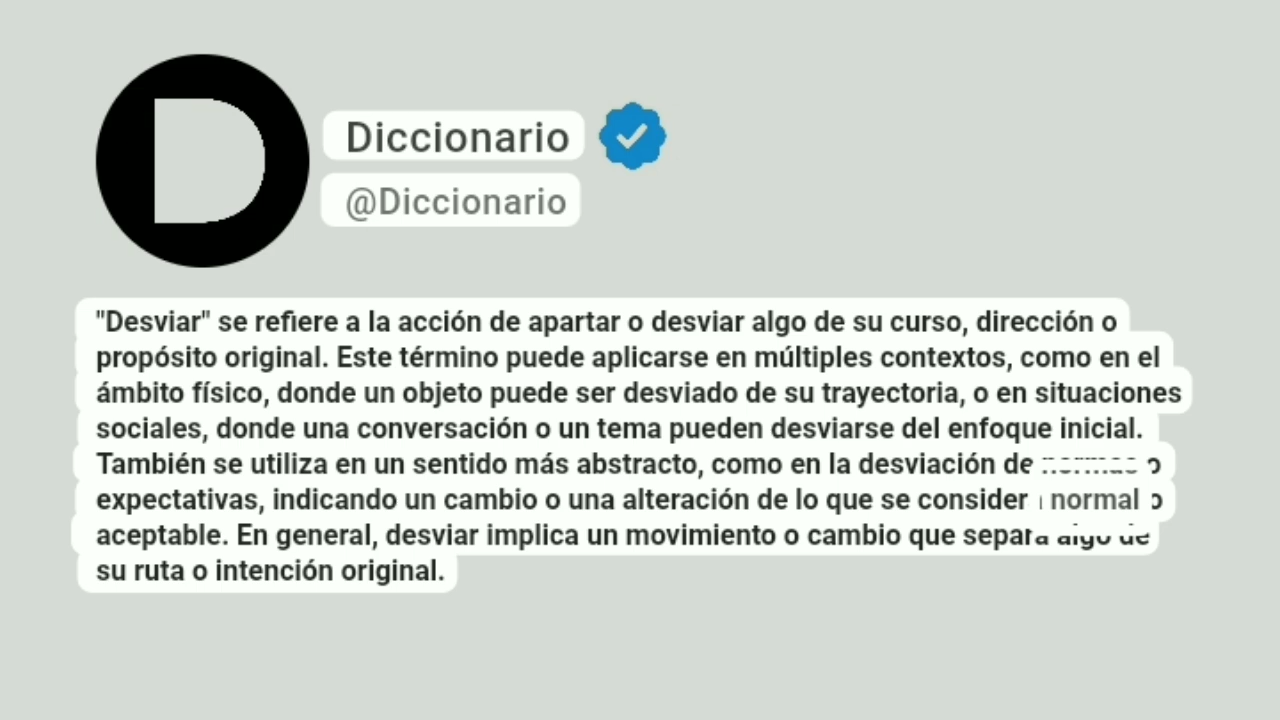 D
Diccionario
@Diccionario
"Desviar" se refiere a la acción de apartar o desviar algo de su curso, dirección o
propósito original. Este término puede aplicarse en múltiples contextos, como en el
ámbito físico, donde un objeto puede ser desviado de su trayectoria, o en situaciones
sociales, donde una conversación o un tema pueden desviarse del enfoque inicial.
También se utiliza en un sentido más abstracto, como en la desviación de normas o
expectativas, indicando un cambio o una alteración de lo que se considera normal o
aceptable. En general, desviar implica un movimiento o cambio que separa algo de
su ruta o intención original.